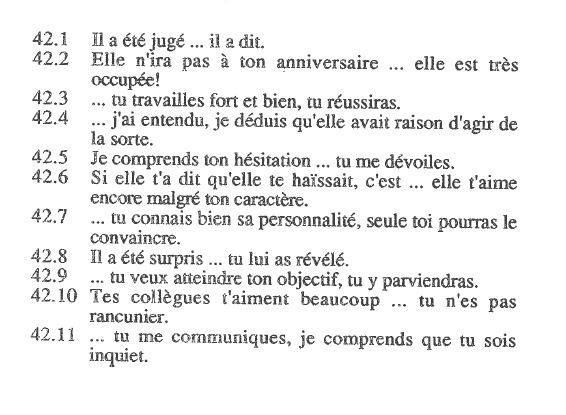 42.1 Il a été jugé ... il a dit.
42.2 Elle n'ira pas à ton anniversaire ... elle est très
occupée!
42.3 ... tu travailles fort et bien, tu réussiras.
42.4 ... j'ai entendu, je déduis qu'elle avait raison d'agir de
la sorte.
42.5 Je comprends ton hésitation ... tu me dévoiles.
42.6 Si elle t'a dit qu'elle te haïssait, c'est ... elle t'aime
encore malgré ton caractère.
42.7 ... tu connais bien sa personnalité, seule toi pourras le
convaincre.
42.8 Il a été surpris ... tu lui as révélé.
42.9 ... tu veux atteindre ton objectif, tu y parviendras.
42.10 Tes collègues t'aiment beaucoup ... tu n'es pas
rancunier.
42.11 ... tu me communiques, je comprends que tu sois
inquiet.